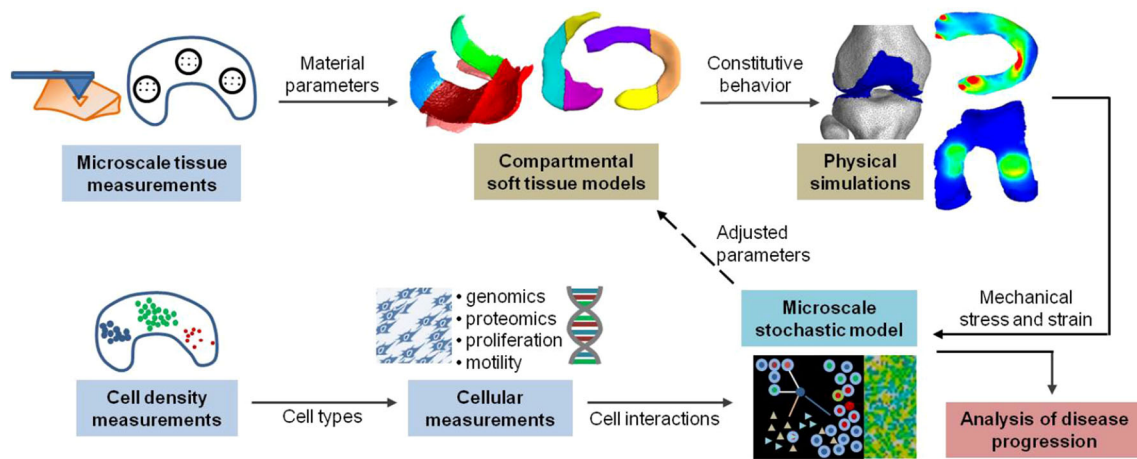 Material
parameters
Constitutive
behavior
Microscale tissue
measurements
Compartmental
soft tissue models
Physical
simulations
Adjusted
parameters
• genomics
• proteomics
• proliferation
• motility
Microscale
stochastic model
Mechanical
stress and strain
Cell density
measurements
Cell types
Cellular
measurements
Cell interactions
Analysis of disease
progression